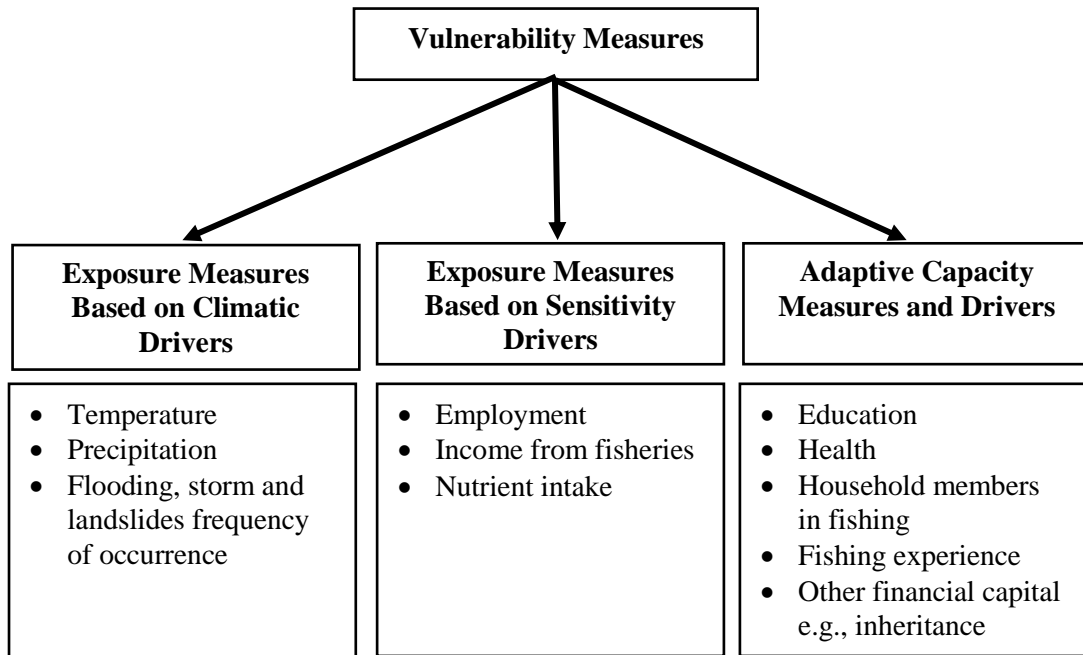 Vulnerability Measures
Exposure Measures
Based on Climatic
Drivers
Exposure Measures
Based on Sensitivity
Drivers
Adaptive Capacity
Measures and Drivers
• Temperature
• Precipitation
• Flooding, storm and
landslides frequency
of occurrence
• Employment
• Income from fisheries
• Nutrient intake
• Education
• Health
• Household members
in fishing
• Fishing experience
• Other financial capital
e.g., inheritance